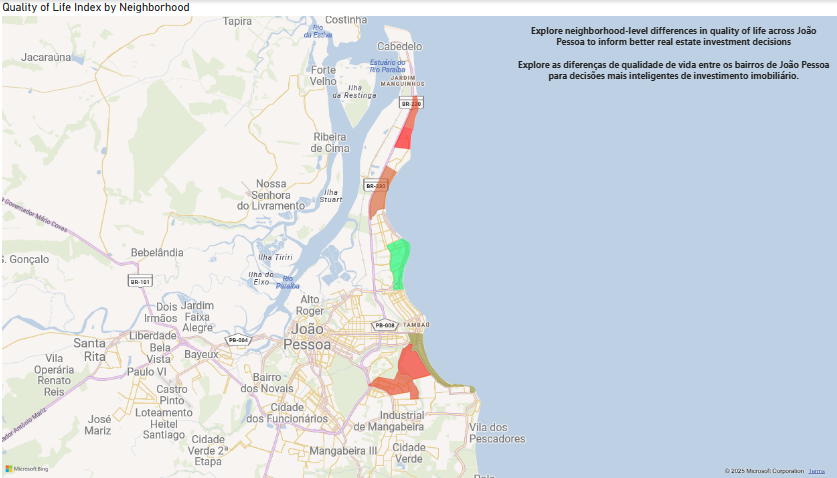 Quality of Life Index by Neighborhood
Explore neighborhood-level differences in quality of life across João
Pessoa to inform better real estate investment decisions
Explore as diferenças de qualidade de vida entre os bairros de João Pessoa
para decisões mais inteligentes de investimento imobiliário.
Tapira
Costinha
Rio
da Estiva
Cabedelo
Jacaraúna
Estuário do
Rio Paraíba
Forte
Velho
JARDIM
MANGUINHOS
Ilha
da Restinga
BR-230
Ribeira
de Cima
BR-230
Nossa
Senhora
do Livramento
Ilha
Stuart
Governador Mário Covas
Bebelândia
S. Gonçalo
Ilha Tiriri
Ilha do
Eixo
Rio
Paraíba
BR-101
Alto
Roger
Dois
Irmãos
Jardim
Faixa
Alegre
João
Pessoa
PB-008
TAMBAÚ
Liberdade
Bela
Vista
PB-004
Santa
Rita
Bayeux
Vila
Operária
Renato
Reis
Paulo VI
Bairro
dos Novais
Castro
Pinto
Loteamento
Heitel
Santiago
Cidade
dos Funcionários
José
Mariz
Industrial
de Mangabeira
Vila dos
Pescadores
Cidade
Verde 2ª
Etapa
Mangabeira III
Cidade
Verde
Antônio Mariz
Microsoft Bing
© 2025 Microsoft Corporation
Terms